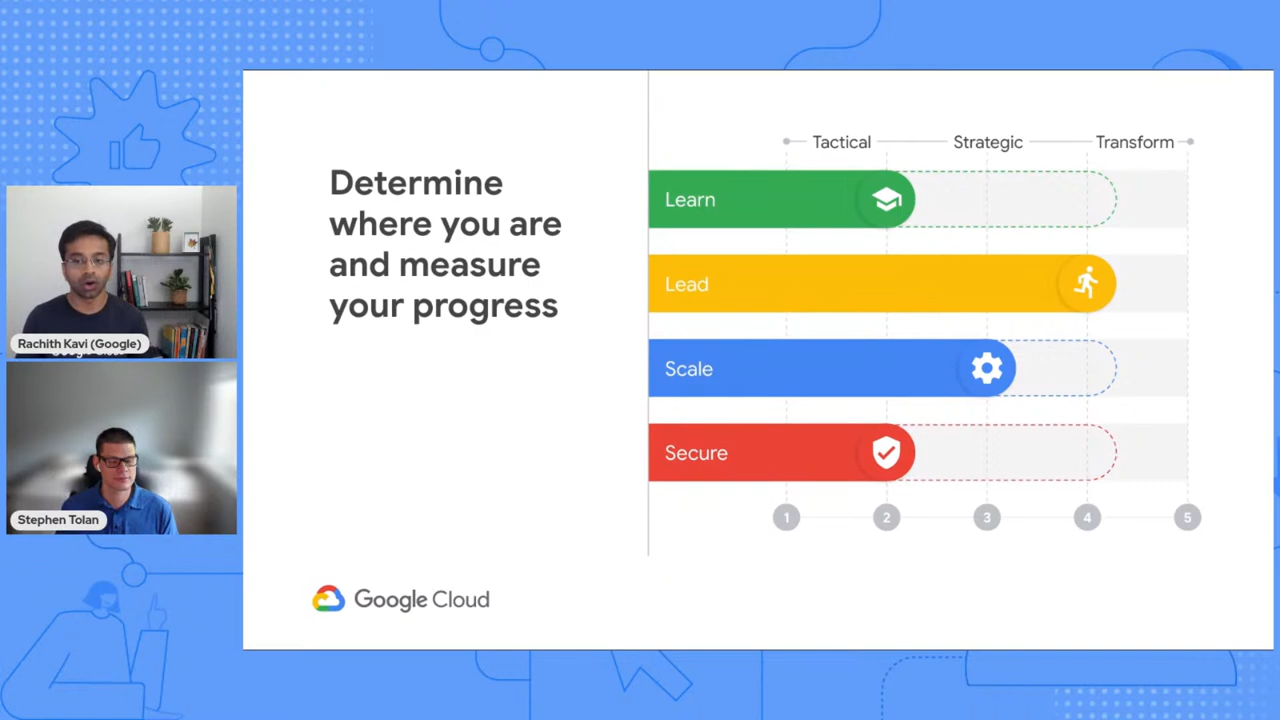 Determine
where you are
and measure
your progress
Tactical
Strategic
Transform
Learn
Lead
Scale
Secure
1
2
3
4
5
Google Cloud
Rachith Kavi (Google)
Stephen Tolan